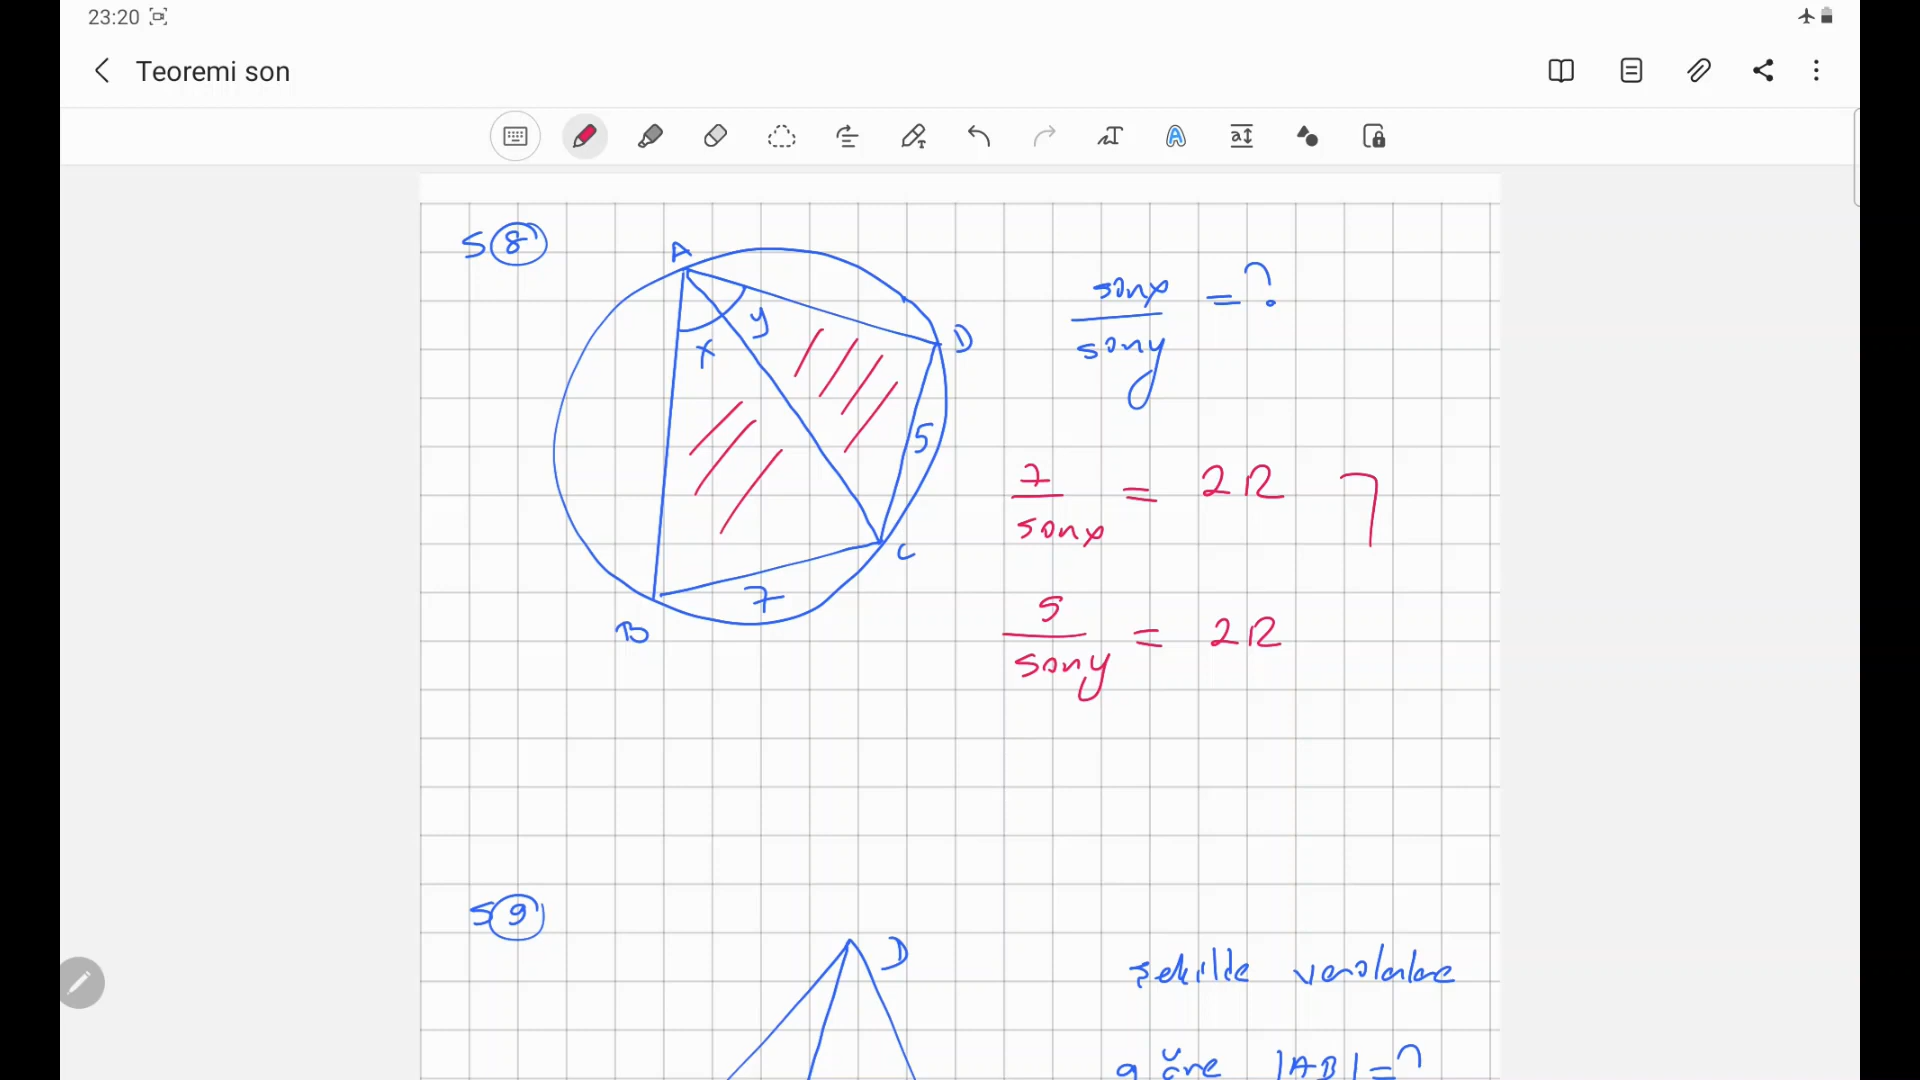 23:20
Teoremi son
S 8)
A
D
y
x
5
C
7
B
sinx / siny = ?
7 / sinx = 2R
7
5 / siny = 2R
S 9)
D
şekilde verilenlere
göre |AB| = ?